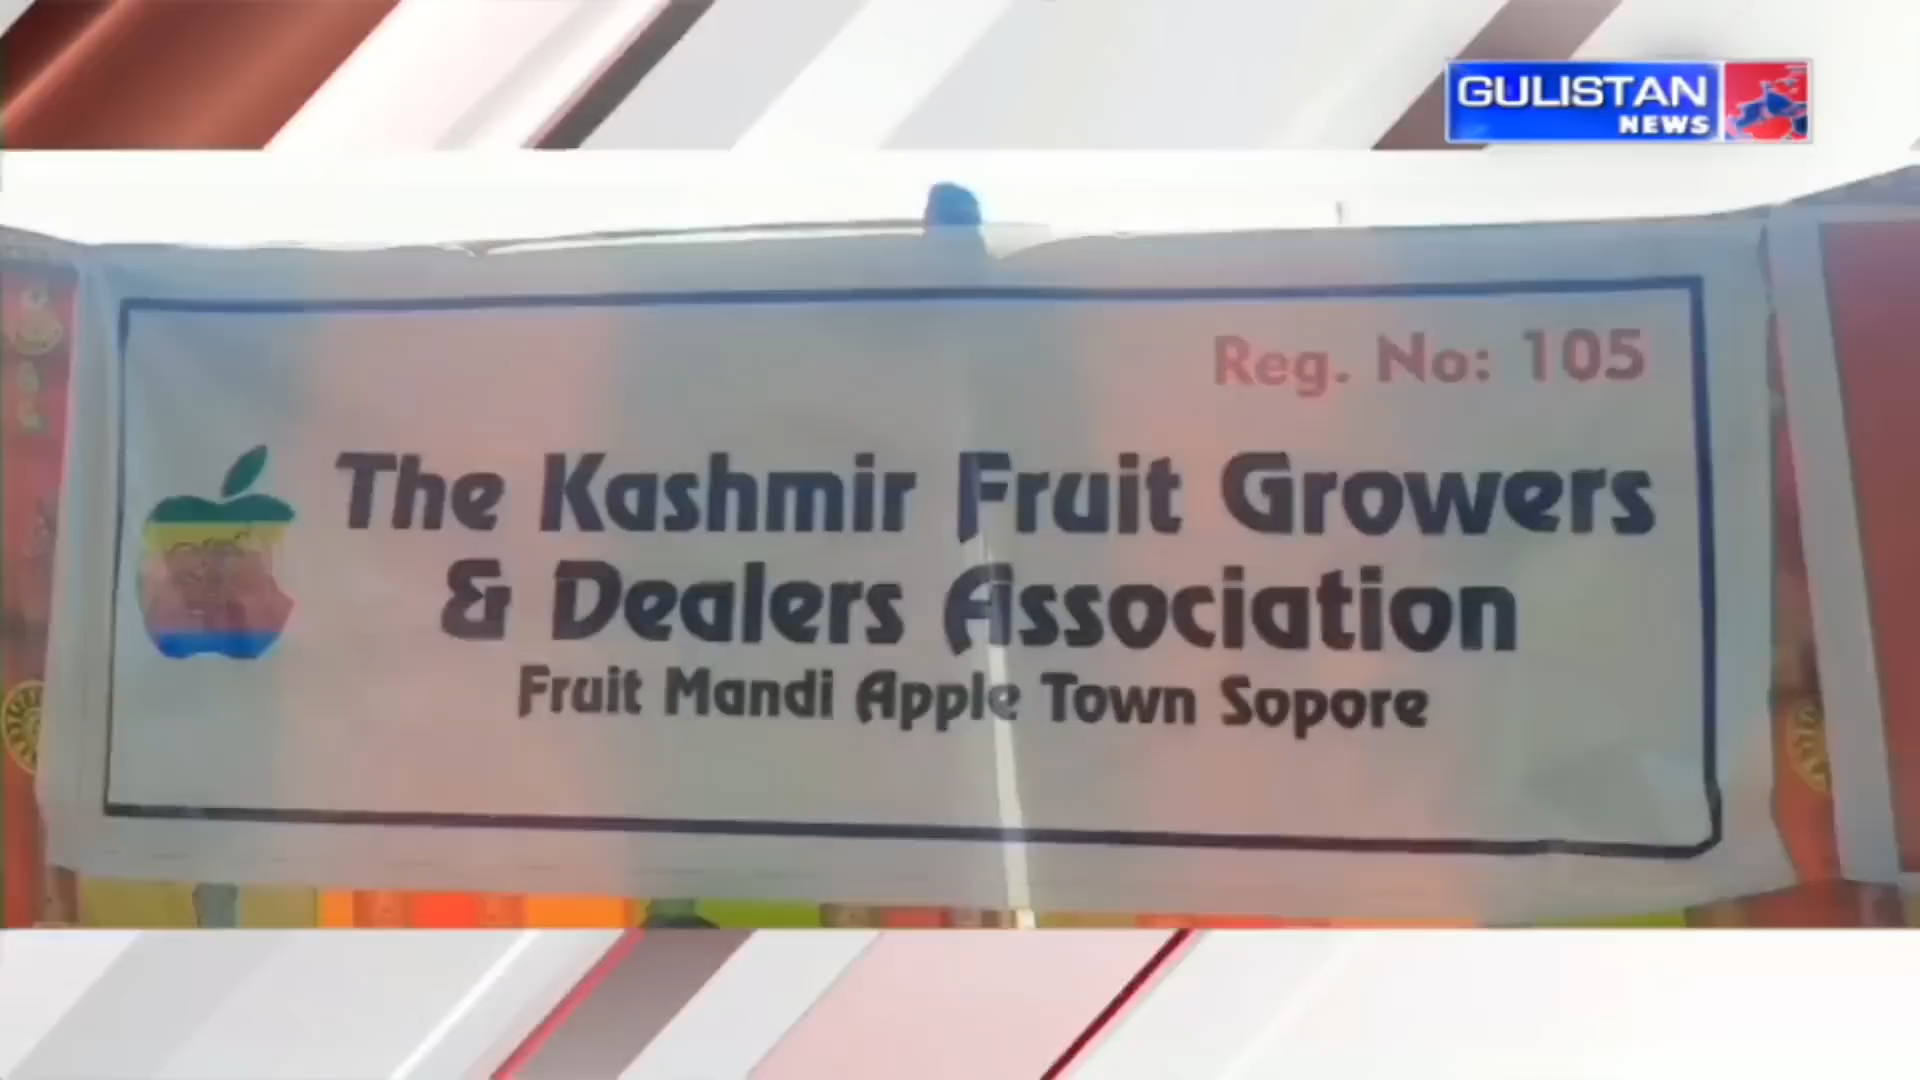 GULISTAN
NEWS
Reg. No: 105
The Kashmir Fruit Growers
& Dealers Association
Fruit Mandi Apple Town Sopore